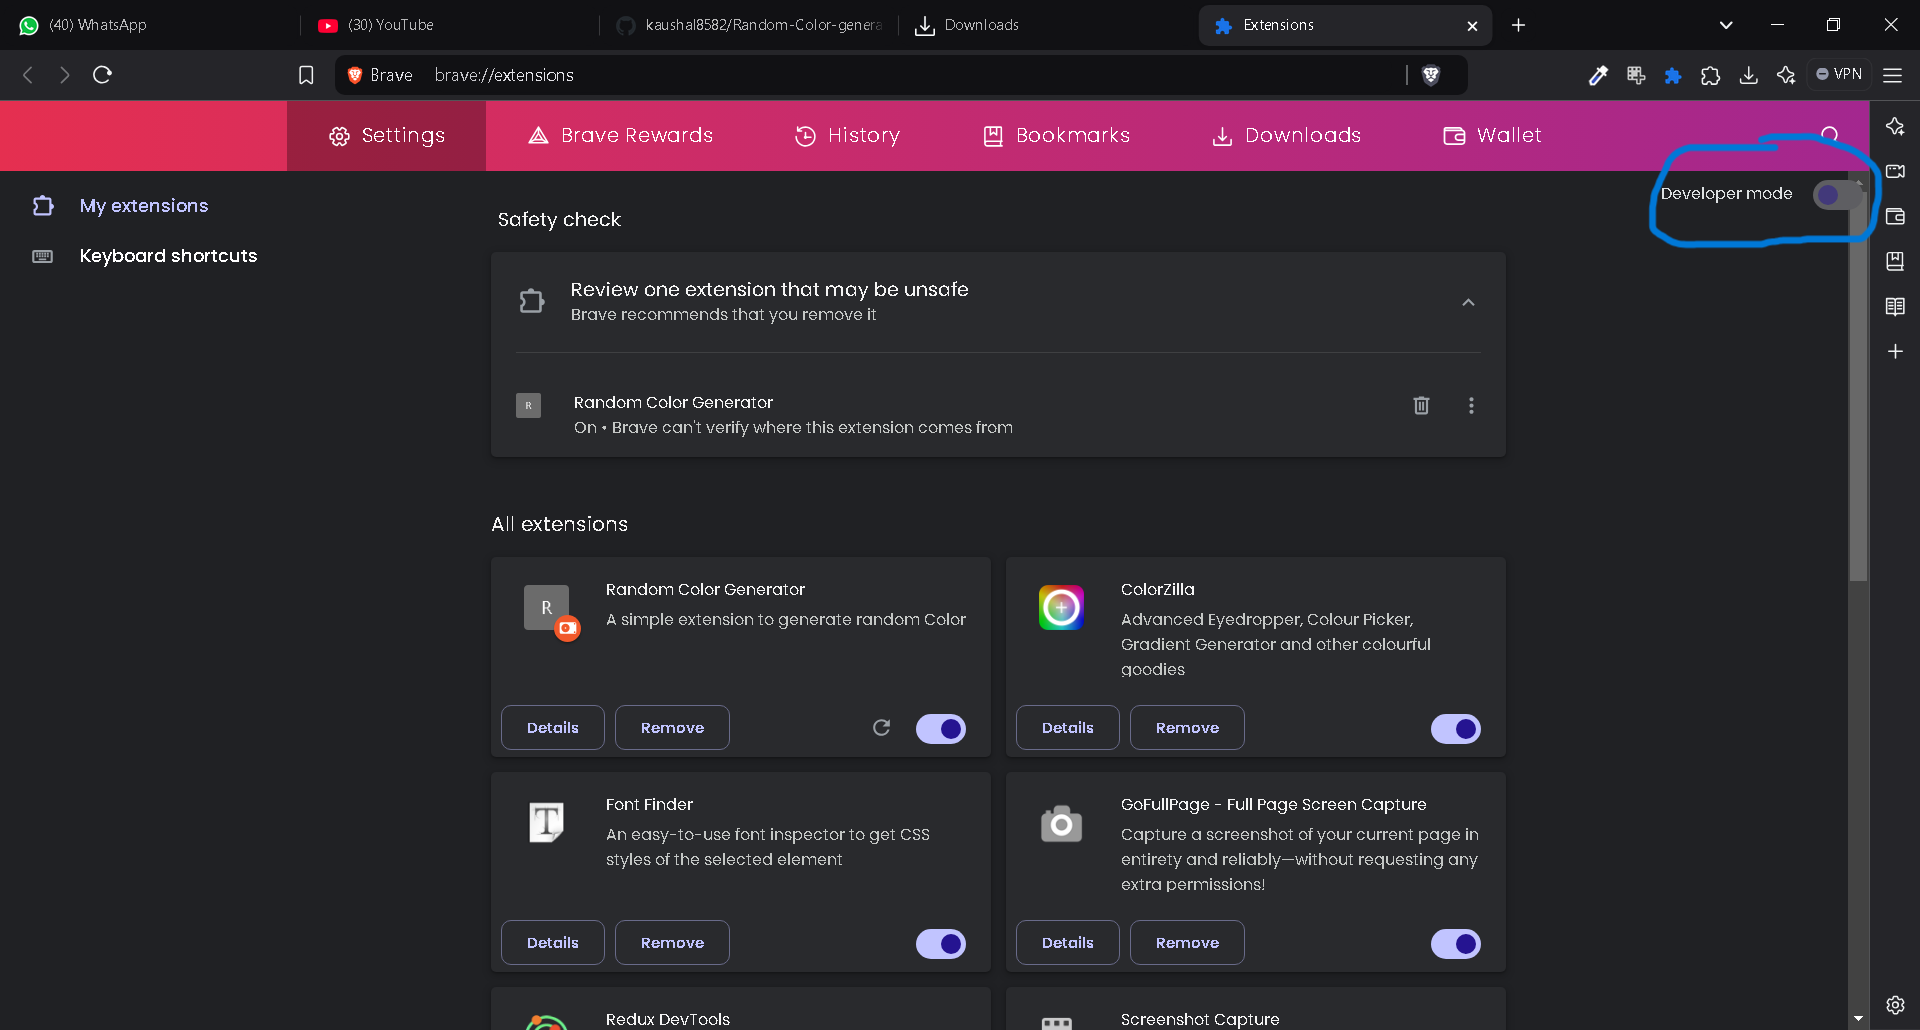 (40) WhatsApp
(30) YouTube
kaushal8582/Random-Color-genera
Downloads
Extensions
Brave
brave://extensions
VPN
Settings
Brave Rewards
History
Bookmarks
Downloads
Wallet
My extensions
Keyboard shortcuts
Developer mode
Safety check
Review one extension that may be unsafe
Brave recommends that you remove it
R
Random Color Generator
On • Brave can't verify where this extension comes from
All extensions
R
Random Color Generator
A simple extension to generate random Color
Details
Remove
ColorZilla
Advanced Eyedropper, Colour Picker,
Gradient Generator and other colourful
goodies
Details
Remove
T
Font Finder
An easy-to-use font inspector to get CSS
styles of the selected element
Details
Remove
GoFullPage - Full Page Screen Capture
Capture a screenshot of your current page in
entirety and reliably—without requesting any
extra permissions!
Details
Remove
Redux DevTools
Screenshot Capture